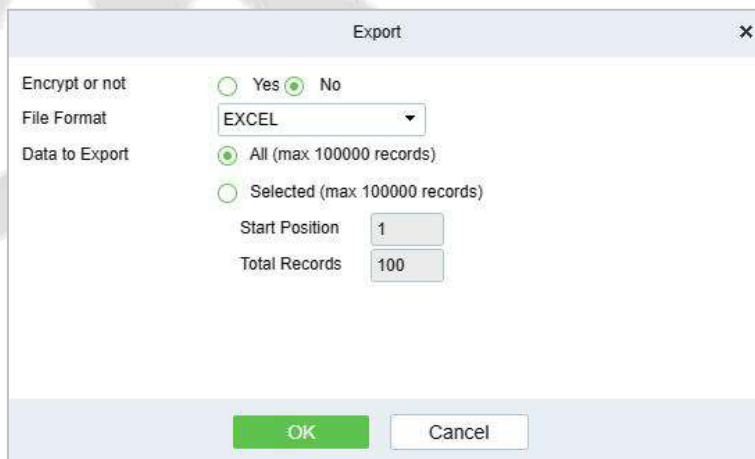 Export
Encrypt or not Yes No
File Format EXCEL
Data to Export All (max 100000 records)
Selected (max 100000 records)
Start Position 1
Total Records 100
OK Cancel